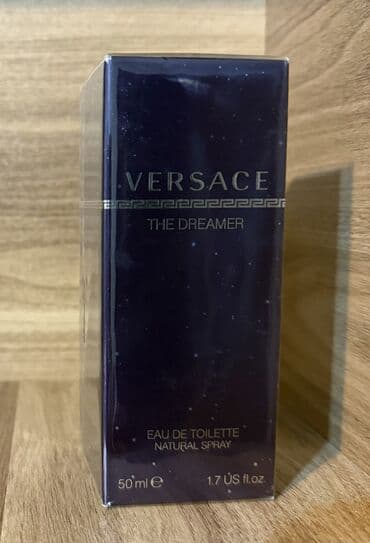 VERSACE
THE DREAMER
EAU DE TOILETTE
NATURAL SPRAY
50 ml ℮ 1.7 US fl.oz